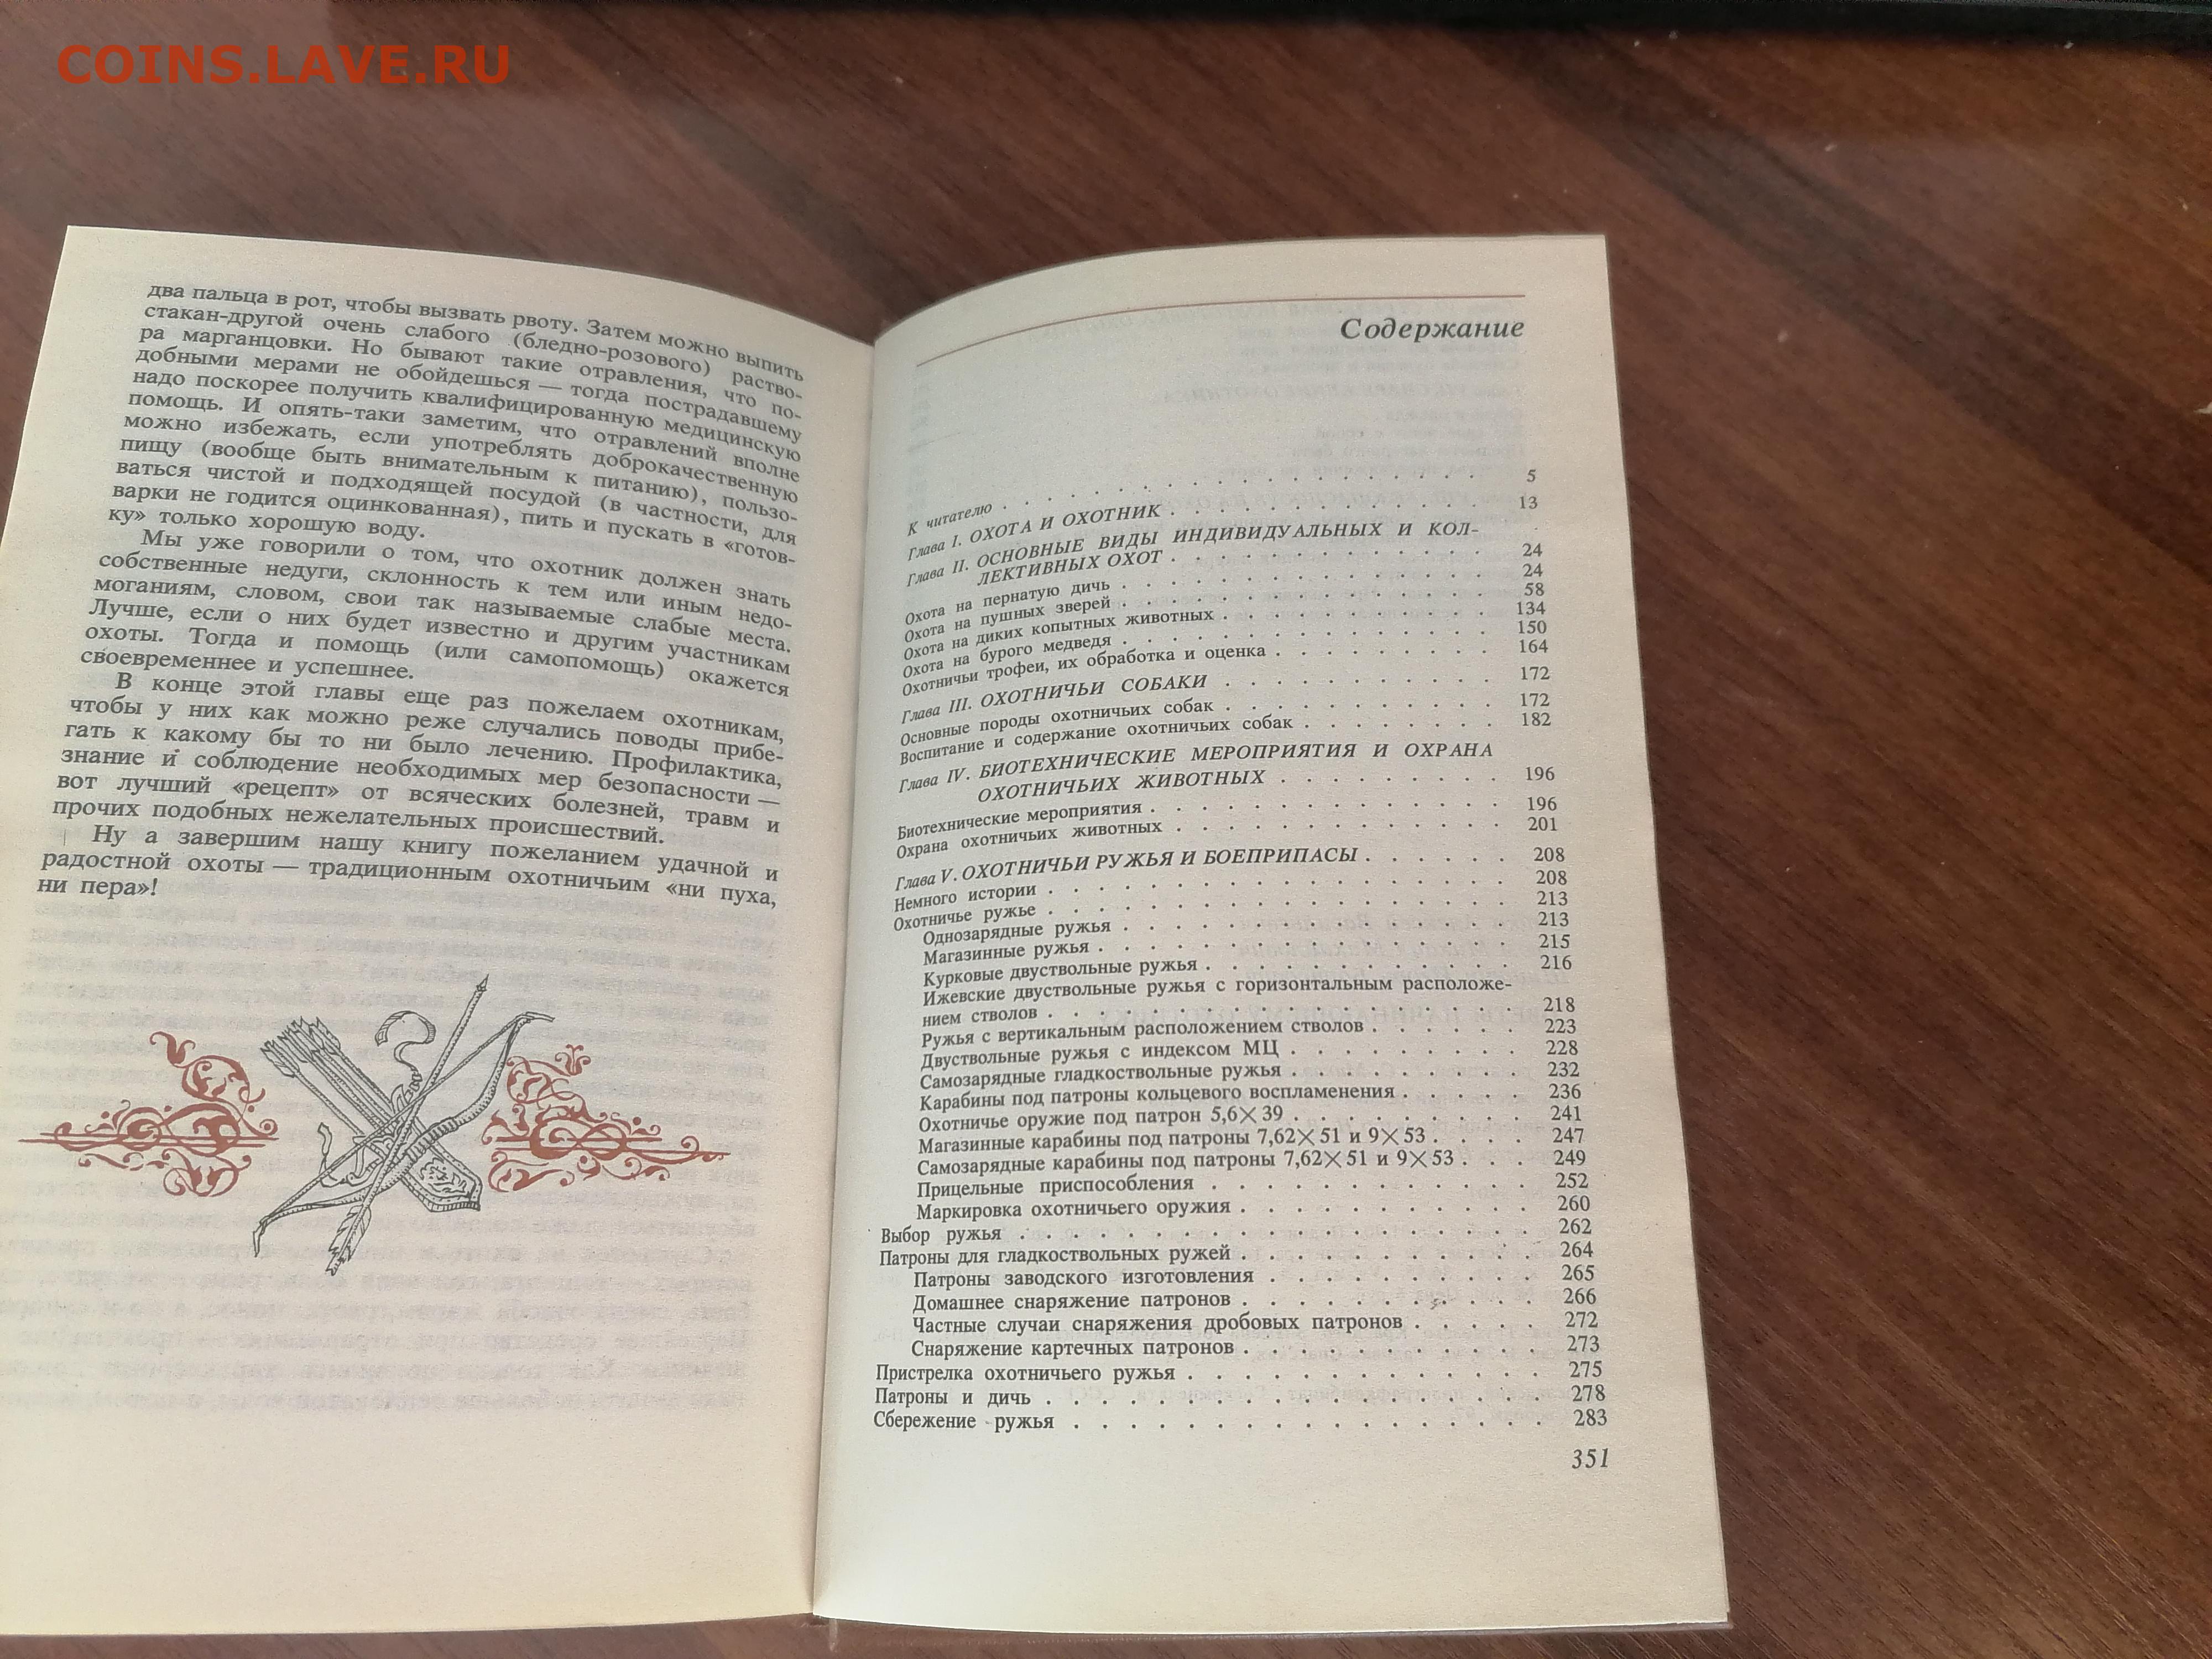 COINS.LAVE.RU
два пальца в рот, чтобы вызвать рвоту. Затем можно выпить
стакан-другой очень слабого (бледно-розового) раство-
ра марганцовки. Но бывают такие отравления, что по-
добными мерами не обойдешься — тогда пострадавшему
надо поскорее получить квалифицированную медицинскую
помощь. И опять-таки заметим, что отравлений вполне
можно избежать, если употреблять доброкачественную
пищу (вообще быть внимательным к питанию), пользо-
ваться чистой и подходящей посудой (в частности, для
варки не годится оцинкованная), пить и пускать в «готов-
ку» только хорошую воду.
Мы уже говорили о том, что охотник должен знать
собственные недуги, склонность к тем или иным недо-
моганиям, словом, свои так называемые слабые места.
Лучше, если о них будет известно и другим участникам
охоты. Тогда и помощь (или самопомощь) окажется
своевременнее и успешнее.
В конце этой главы еще раз пожелаем охотникам,
чтобы у них как можно реже случались поводы прибе-
гать к какому бы то ни было лечению. Профилактика,
знание и соблюдение необходимых мер безопасности —
вот лучший «рецепт» от всяческих болезней, травм и
прочих подобных нежелательных происшествий.
Ну а завершим нашу книгу пожеланием удачной и
радостной охоты — традиционным охотничьим «ни пуха,
ни пера»!
Содержание
К читателю . . . . . . . . . . . . . . . . 5
Глава I. ОХОТА И ОХОТНИК . . . . . . . . . . . . 13
Глава II. ОСНОВНЫЕ ВИДЫ ИНДИВИДУАЛЬНЫХ И КОЛ-
ЛЕКТИВНЫХ ОХОТ . . . . . . . . . . . . 24
Охота на пернатую дичь . . . . . . . . . . . . . 24
Охота на пушных зверей . . . . . . . . . . . . . 58
Охота на диких копытных животных . . . . . . . . . . 134
Охота на бурого медведя . . . . . . . . . . . . . 150
Охотничьи трофеи, их обработка и оценка . . . . . . . . 164
Глава III. ОХОТНИЧЬИ СОБАКИ . . . . . . . . . . 172
Основные породы охотничьих собак . . . . . . . . . . 172
Воспитание и содержание охотничьих собак . . . . . . . 182
Глава IV. БИОТЕХНИЧЕСКИЕ МЕРОПРИЯТИЯ И ОХРАНА
ОХОТНИЧЬИХ ЖИВОТНЫХ . . . . . . . . 196
Биотехнические мероприятия . . . . . . . . . . . . 196
Охрана охотничьих животных . . . . . . . . . . . . 201
Глава V. ОХОТНИЧЬИ РУЖЬЯ И БОЕПРИПАСЫ . . . . . . 208
Немного истории . . . . . . . . . . . . . . . . 208
Охотничье ружье . . . . . . . . . . . . . . . . 213
Однозарядные ружья . . . . . . . . . . . . . . 213
Магазинные ружья . . . . . . . . . . . . . . . 215
Курковые двуствольные ружья . . . . . . . . . . . 216
Ижевские двуствольные ружья с горизонтальным расположе-
нием стволов . . . . . . . . . . . . . . . . . 218
Ружья с вертикальным расположением стволов . . . . . . 223
Двуствольные ружья с индексом МЦ . . . . . . . . . 228
Самозарядные гладкоствольные ружья . . . . . . . . . 232
Карабины под патроны кольцевого воспламенения . . . . . 236
Охотничье оружие под патрон 5,6×39 . . . . . . . . . 241
Магазинные карабины под патроны 7,62×51 и 9×53 . . . . 247
Самозарядные карабины под патроны 7,62×51 и 9×53 . . . 249
Прицельные приспособления . . . . . . . . . . . . 252
Маркировка охотничьего оружия . . . . . . . . . . . 260
Выбор ружья . . . . . . . . . . . . . . . . . . 262
Патроны для гладкоствольных ружей . . . . . . . . . . 264
Патроны заводского изготовления . . . . . . . . . . 265
Домашнее снаряжение патронов . . . . . . . . . . . 266
Частные случаи снаряжения дробовых патронов . . . . . 272
Снаряжение картечных патронов . . . . . . . . . . . 273
Пристрелка охотничьего ружья . . . . . . . . . . . . . 275
Патроны и дичь . . . . . . . . . . . . . . . . . 278
Сбережение ружья . . . . . . . . . . . . . . . . 283
351